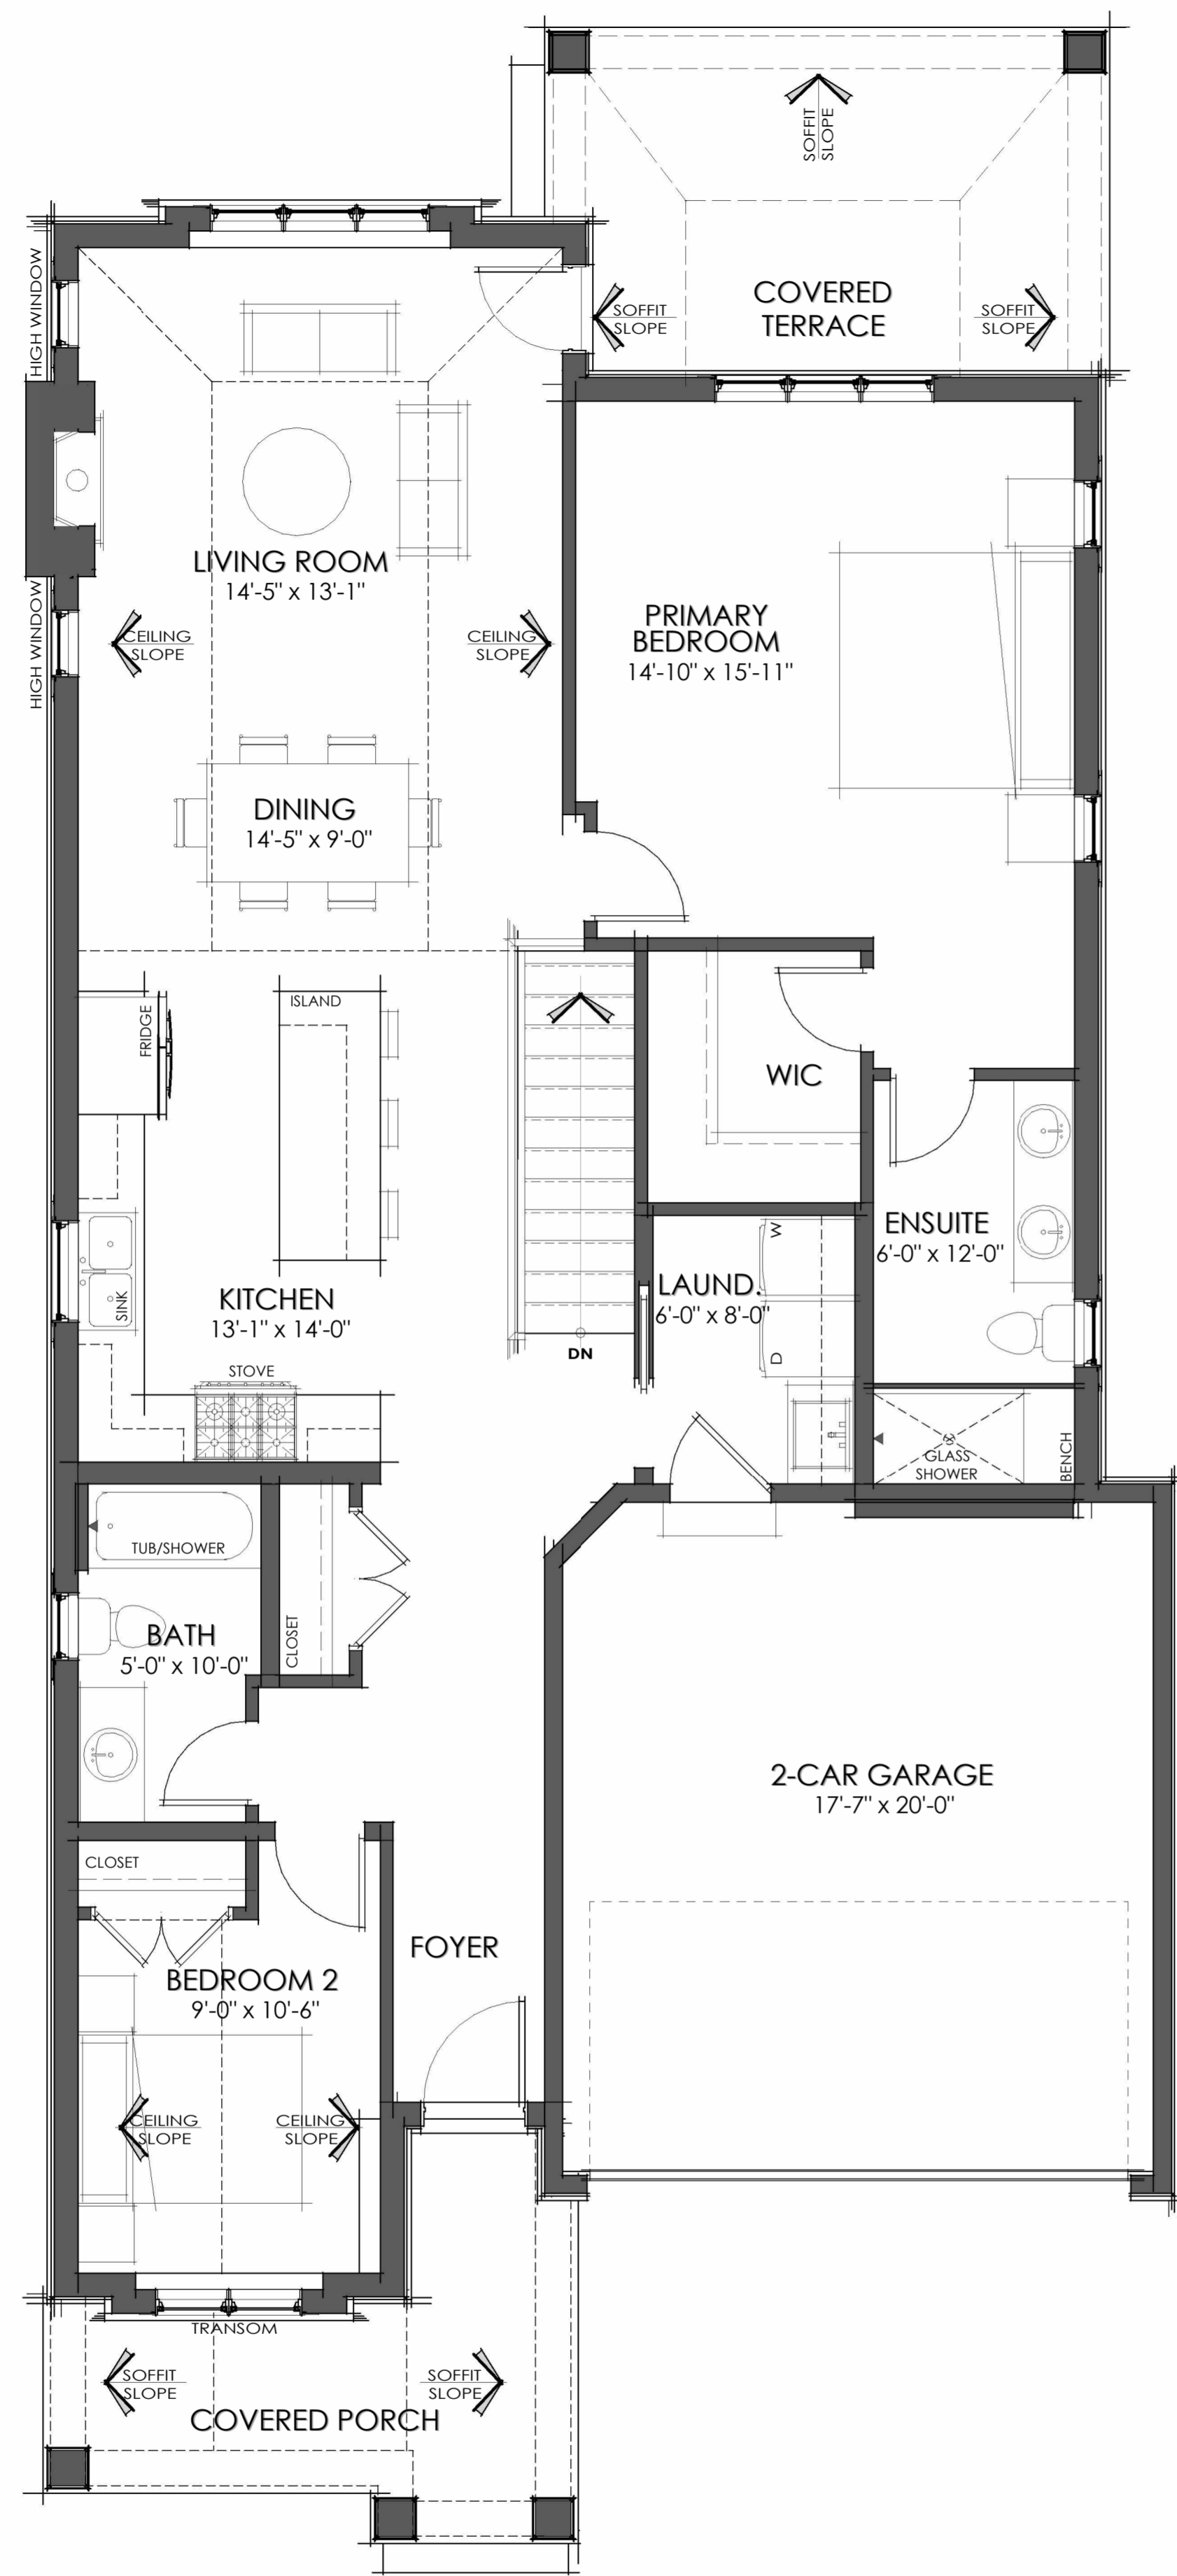 SOFFIT
SLOPE
HIGH WINDOW
COVERED
TERRACE
SOFFIT
SLOPE
SOFFIT
SLOPE
LIVING ROOM
14'-5" x 13'-1"
HIGH WINDOW
CEILING
SLOPE
CEILING
SLOPE
PRIMARY
BEDROOM
14'-10" x 15'-11"
DINING
14'-5" x 9'-0"
FRIDGE
ISLAND
WIC
SINK
KITCHEN
13'-1" x 14'-0"
STOVE
DN
W
LAUND.
6'-0" x 8'-0"
D
ENSUITE
6'-0" x 12'-0"
GLASS
SHOWER
BENCH
TUB/SHOWER
BATH
5'-0" x 10'-0"
CLOSET
2-CAR GARAGE
17'-7" x 20'-0"
CLOSET
FOYER
BEDROOM 2
9'-0" x 10'-6"
CEILING
SLOPE
CEILING
SLOPE
TRANSOM
SOFFIT
SLOPE
SOFFIT
SLOPE
COVERED PORCH